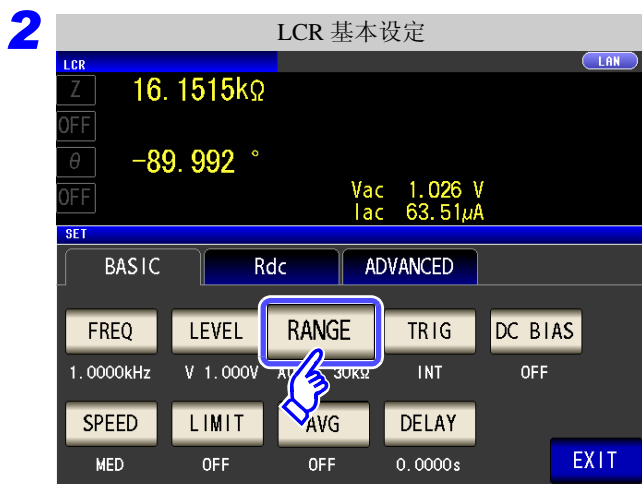 2
LCR 基本设定
LCR
LAN
Z 16.1515kΩ
OFF
θ -89.992 °
OFF
Vac 1.026 V
Iac 63.51μA
SET
BASIC Rdc ADVANCED
FREQ LEVEL RANGE TRIG DC BIAS
1.0000kHz V 1.000V 30kΩ INT OFF
SPEED LIMIT AVG DELAY
MED OFF OFF 0.0000s
EXIT